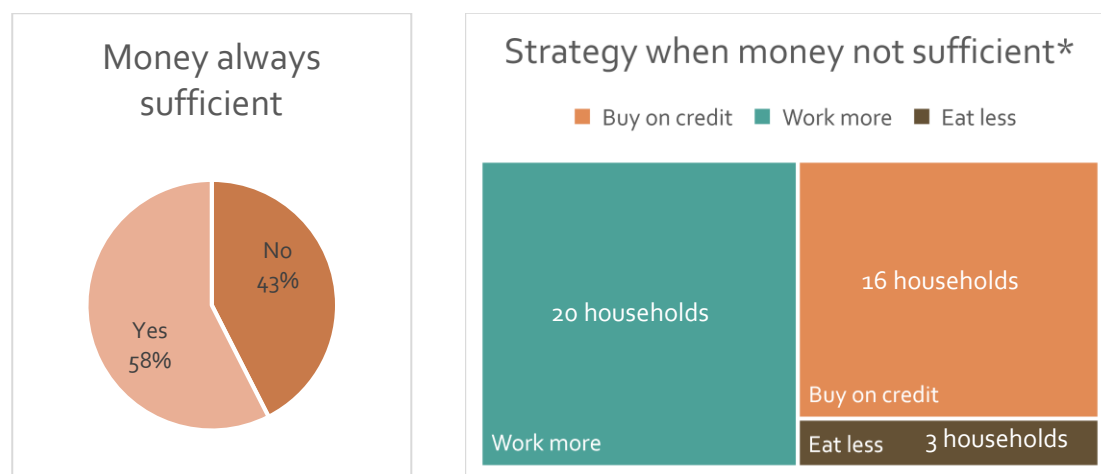 Money always
sufficient
No
43%
Yes
58%
Strategy when money not sufficient*
Buy on credit Work more Eat less
20 households
Work more
16 households
Buy on credit
Eat less 3 households